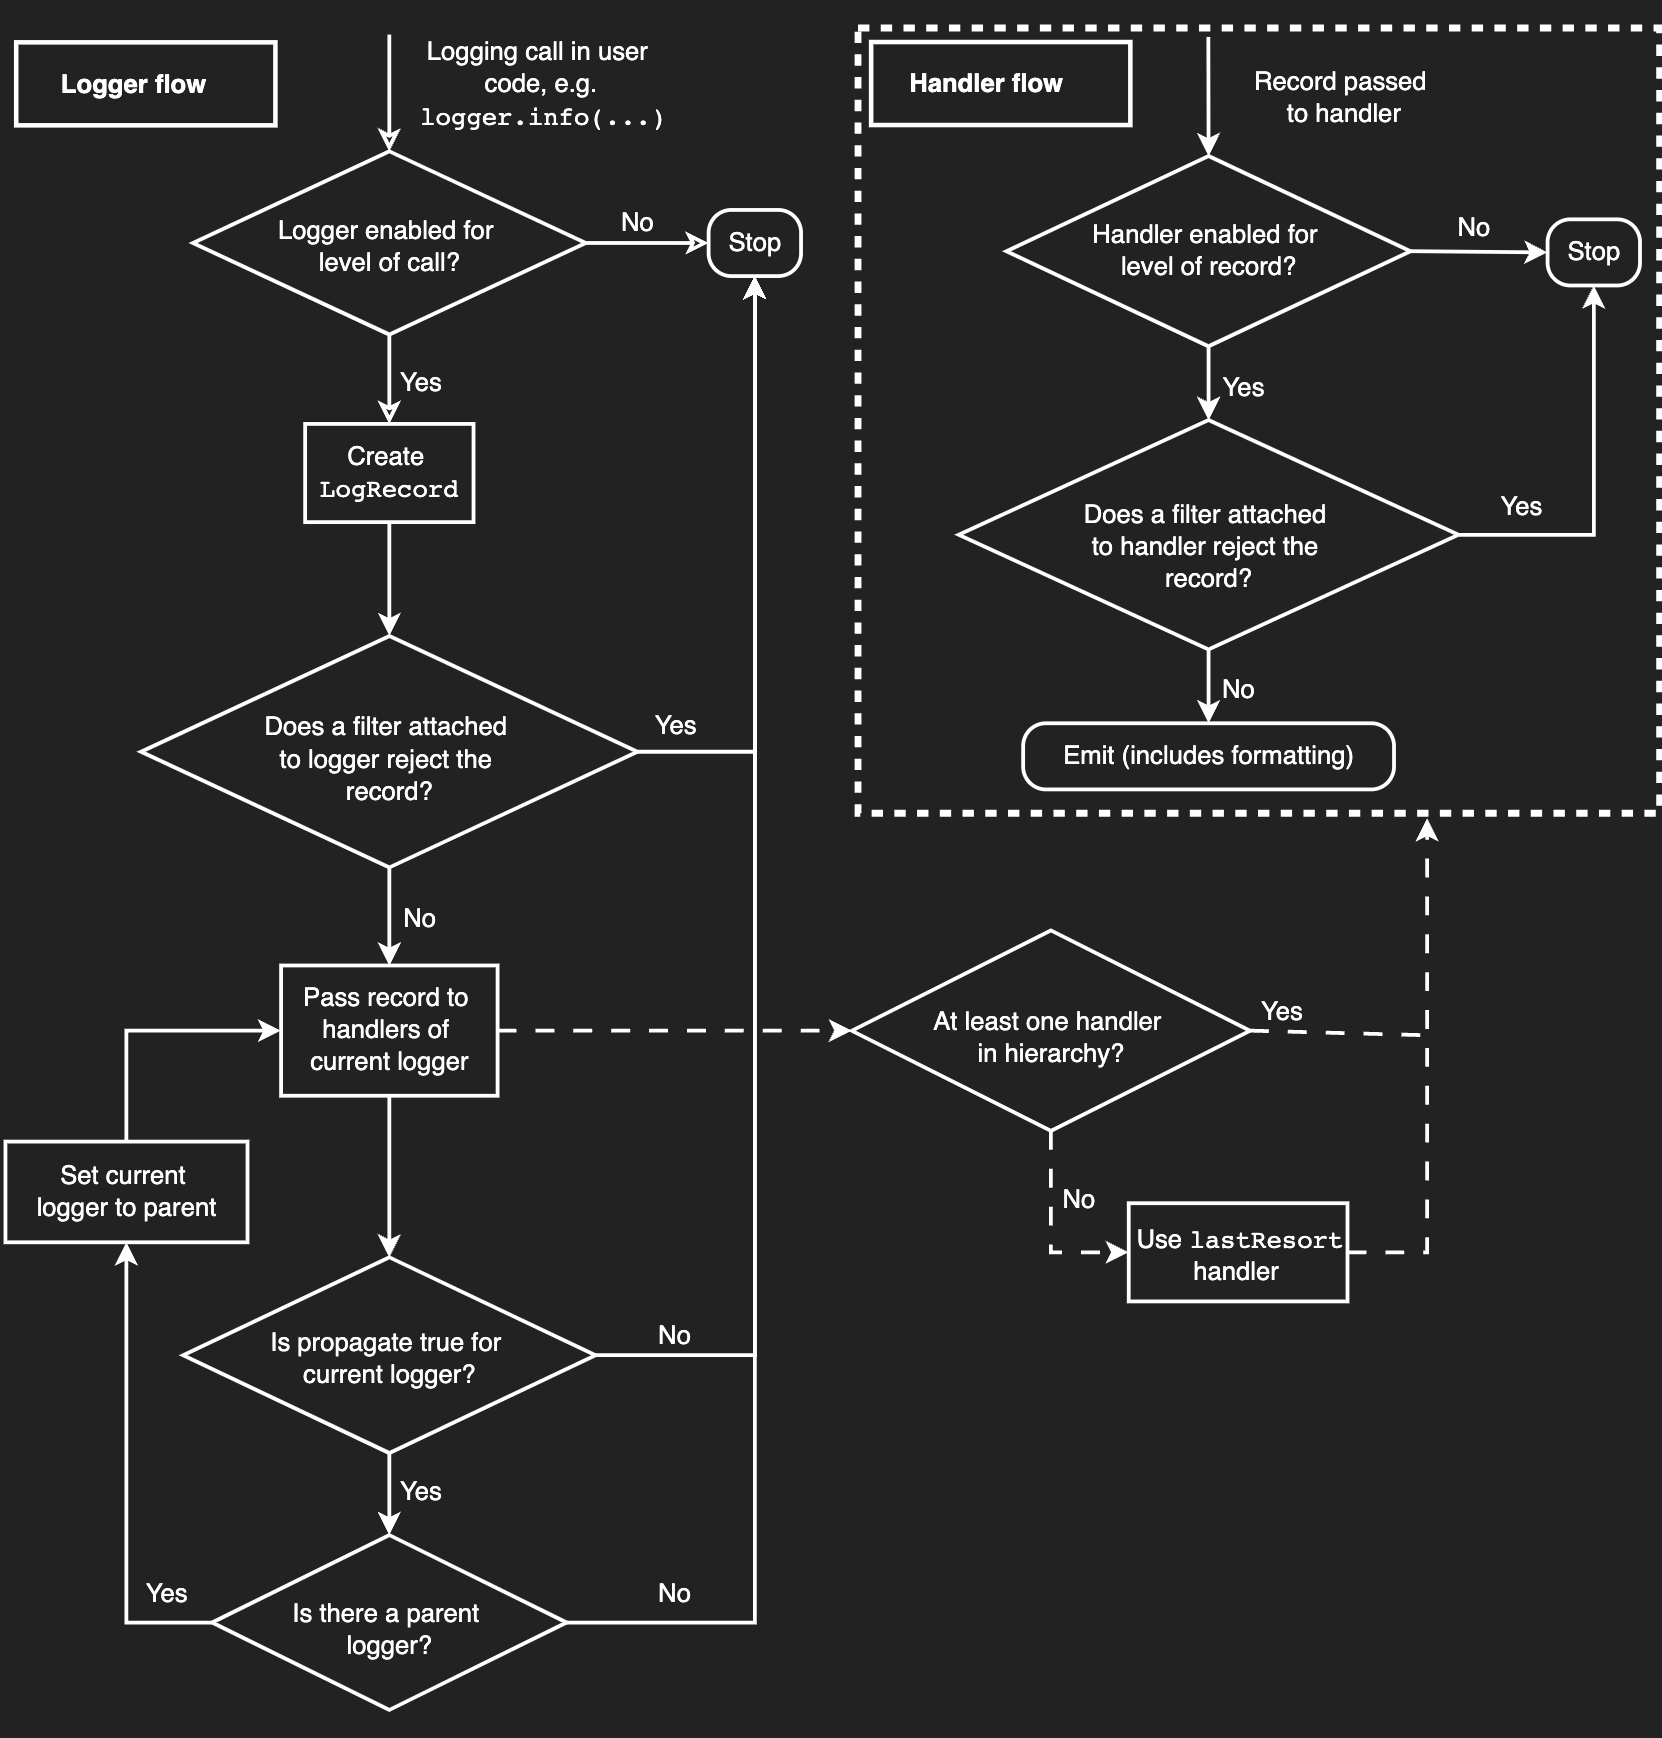 Logger flow
Logging call in user
code, e.g.
logger.info(...)
Logger enabled for
level of call?
No
Stop
Yes
Create
LogRecord
Does a filter attached
to logger reject the
record?
Yes
No
Pass record to
handlers of
current logger
Set current
logger to parent
Is propagate true for
current logger?
No
Yes
Is there a parent
logger?
Yes
No
Handler flow
Record passed
to handler
Handler enabled for
level of record?
No
Stop
Yes
Does a filter attached
to handler reject the
record?
Yes
No
Emit (includes formatting)
At least one handler
in hierarchy?
Yes
No
Use lastResort
handler